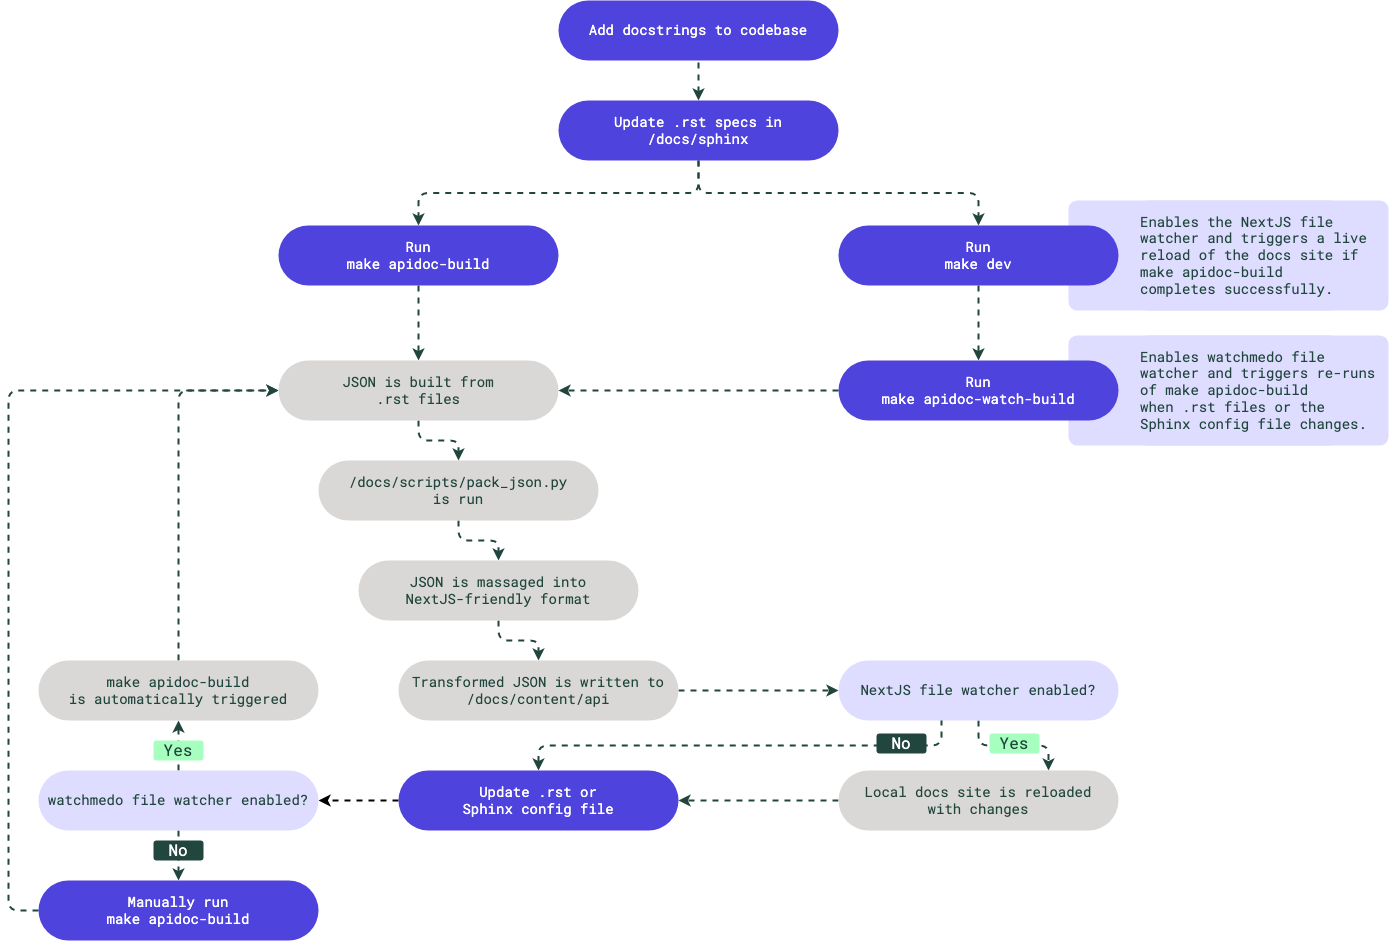 Add docstrings to codebase
Update .rst specs in
/docs/sphinx
Run
make apidoc-build
Run
make dev
Enables the NextJS file
watcher and triggers a live
reload of the docs site if
make apidoc-build
completes successfully.
JSON is built from
.rst files
Run
make apidoc-watch-build
Enables watchmedo file
watcher and triggers re-runs
of make apidoc-build
when .rst files or the
Sphinx config file changes.
/docs/scripts/pack_json.py
is run
JSON is massaged into
NextJS-friendly format
make apidoc-build
is automatically triggered
Transformed JSON is written to
/docs/content/api
NextJS file watcher enabled?
Yes
No
Yes
watchmedo file watcher enabled?
Update .rst or
Sphinx config file
Local docs site is reloaded
with changes
No
Manually run
make apidoc-build